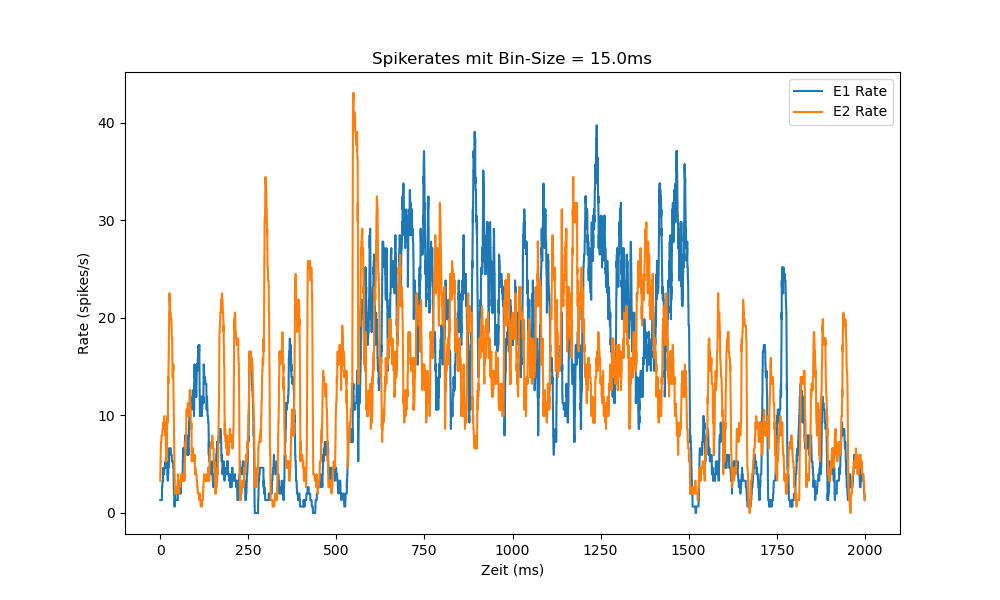 Spikerates mit Bin-Size = 15.0ms
E1 Rate
E2 Rate
Rate (spikes/s)
40
30
20
10
0
0 250 500 750 1000 1250 1500 1750 2000
Zeit (ms)